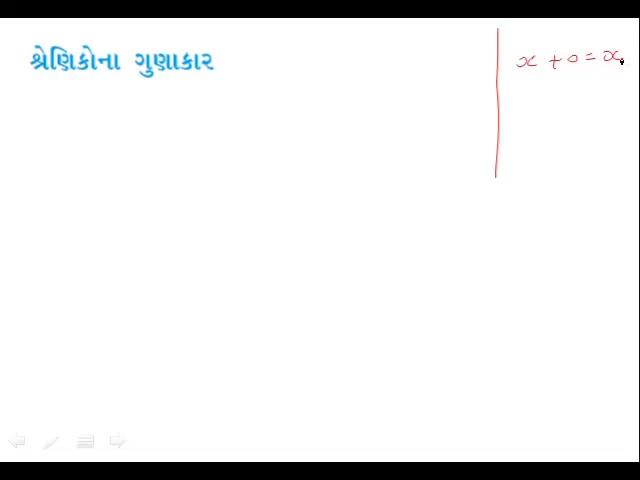 શ્રેણિકોના ગુણાકાર
x + 0 = x